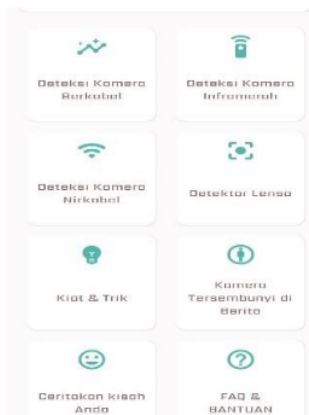 Deteksi Kamera
Berkabel
Deteksi Kamera
Inframerah
Deteksi Kamera
Nirkabel
Detektor Lensa
Kiat & Trik
Kamera
Tersembunyi di
Berita
Ceritakan kisah
Anda
FAQ &
BANTUAN